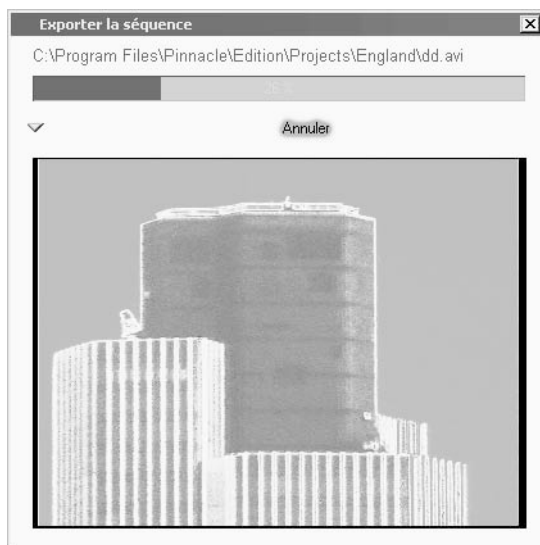 Exporter la séquence
C:\Program Files\Pinnacle\Edition\Projects\England\dd.avi
26 %
Annuler